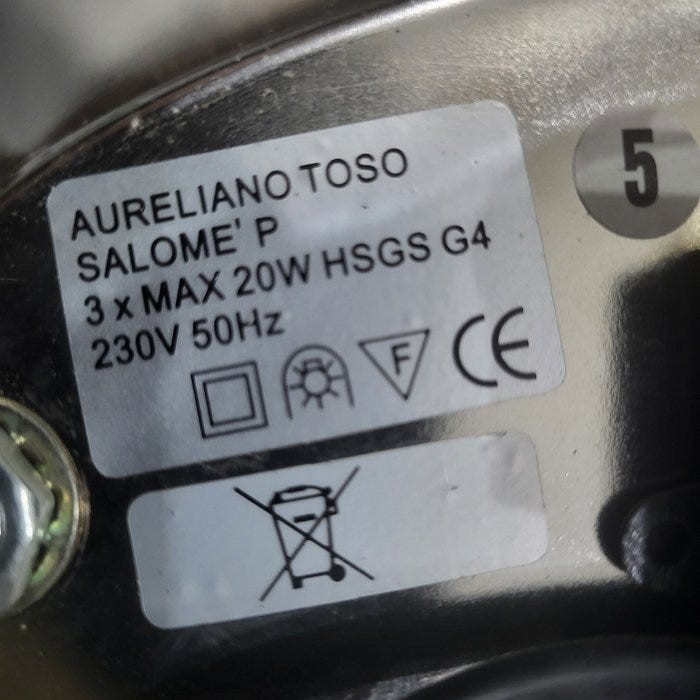 AURELIANO TOSO
SALOME' P
3 x MAX 20W HSGS G4
230V 50Hz
F CE
5